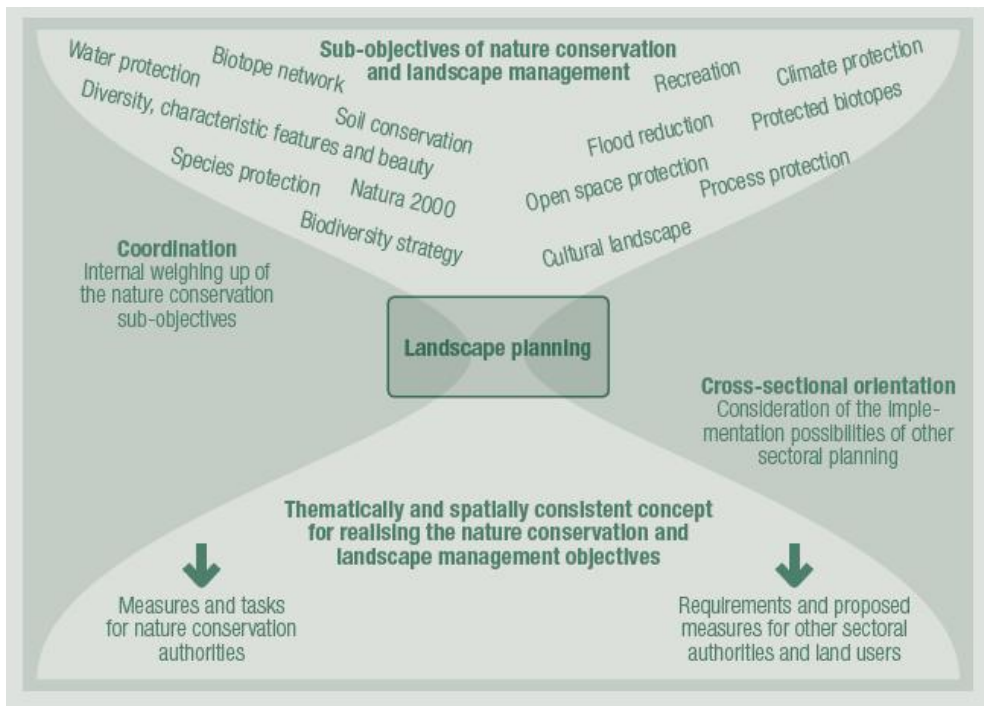 Sub-objectives of nature conservation
and landscape management
Water protection
Biotope network
Recreation
Climate protection
Diversity, characteristic features and beauty
Soil conservation
Flood reduction
Protected biotopes
Species protection
Natura 2000
Open space protection
Process protection
Biodiversity strategy
Cultural landscape
Coordination
Internal weighing up of
the nature conservation
sub-objectives
Landscape planning
Cross-sectional orientation
Consideration of the imple-
mentation possibilities of other
sectoral planning
Thematically and spatially consistent concept
for realising the nature conservation and
landscape management objectives
Measures and tasks
for nature conservation
authorities
Requirements and proposed
measures for other sectoral
authorities and land users